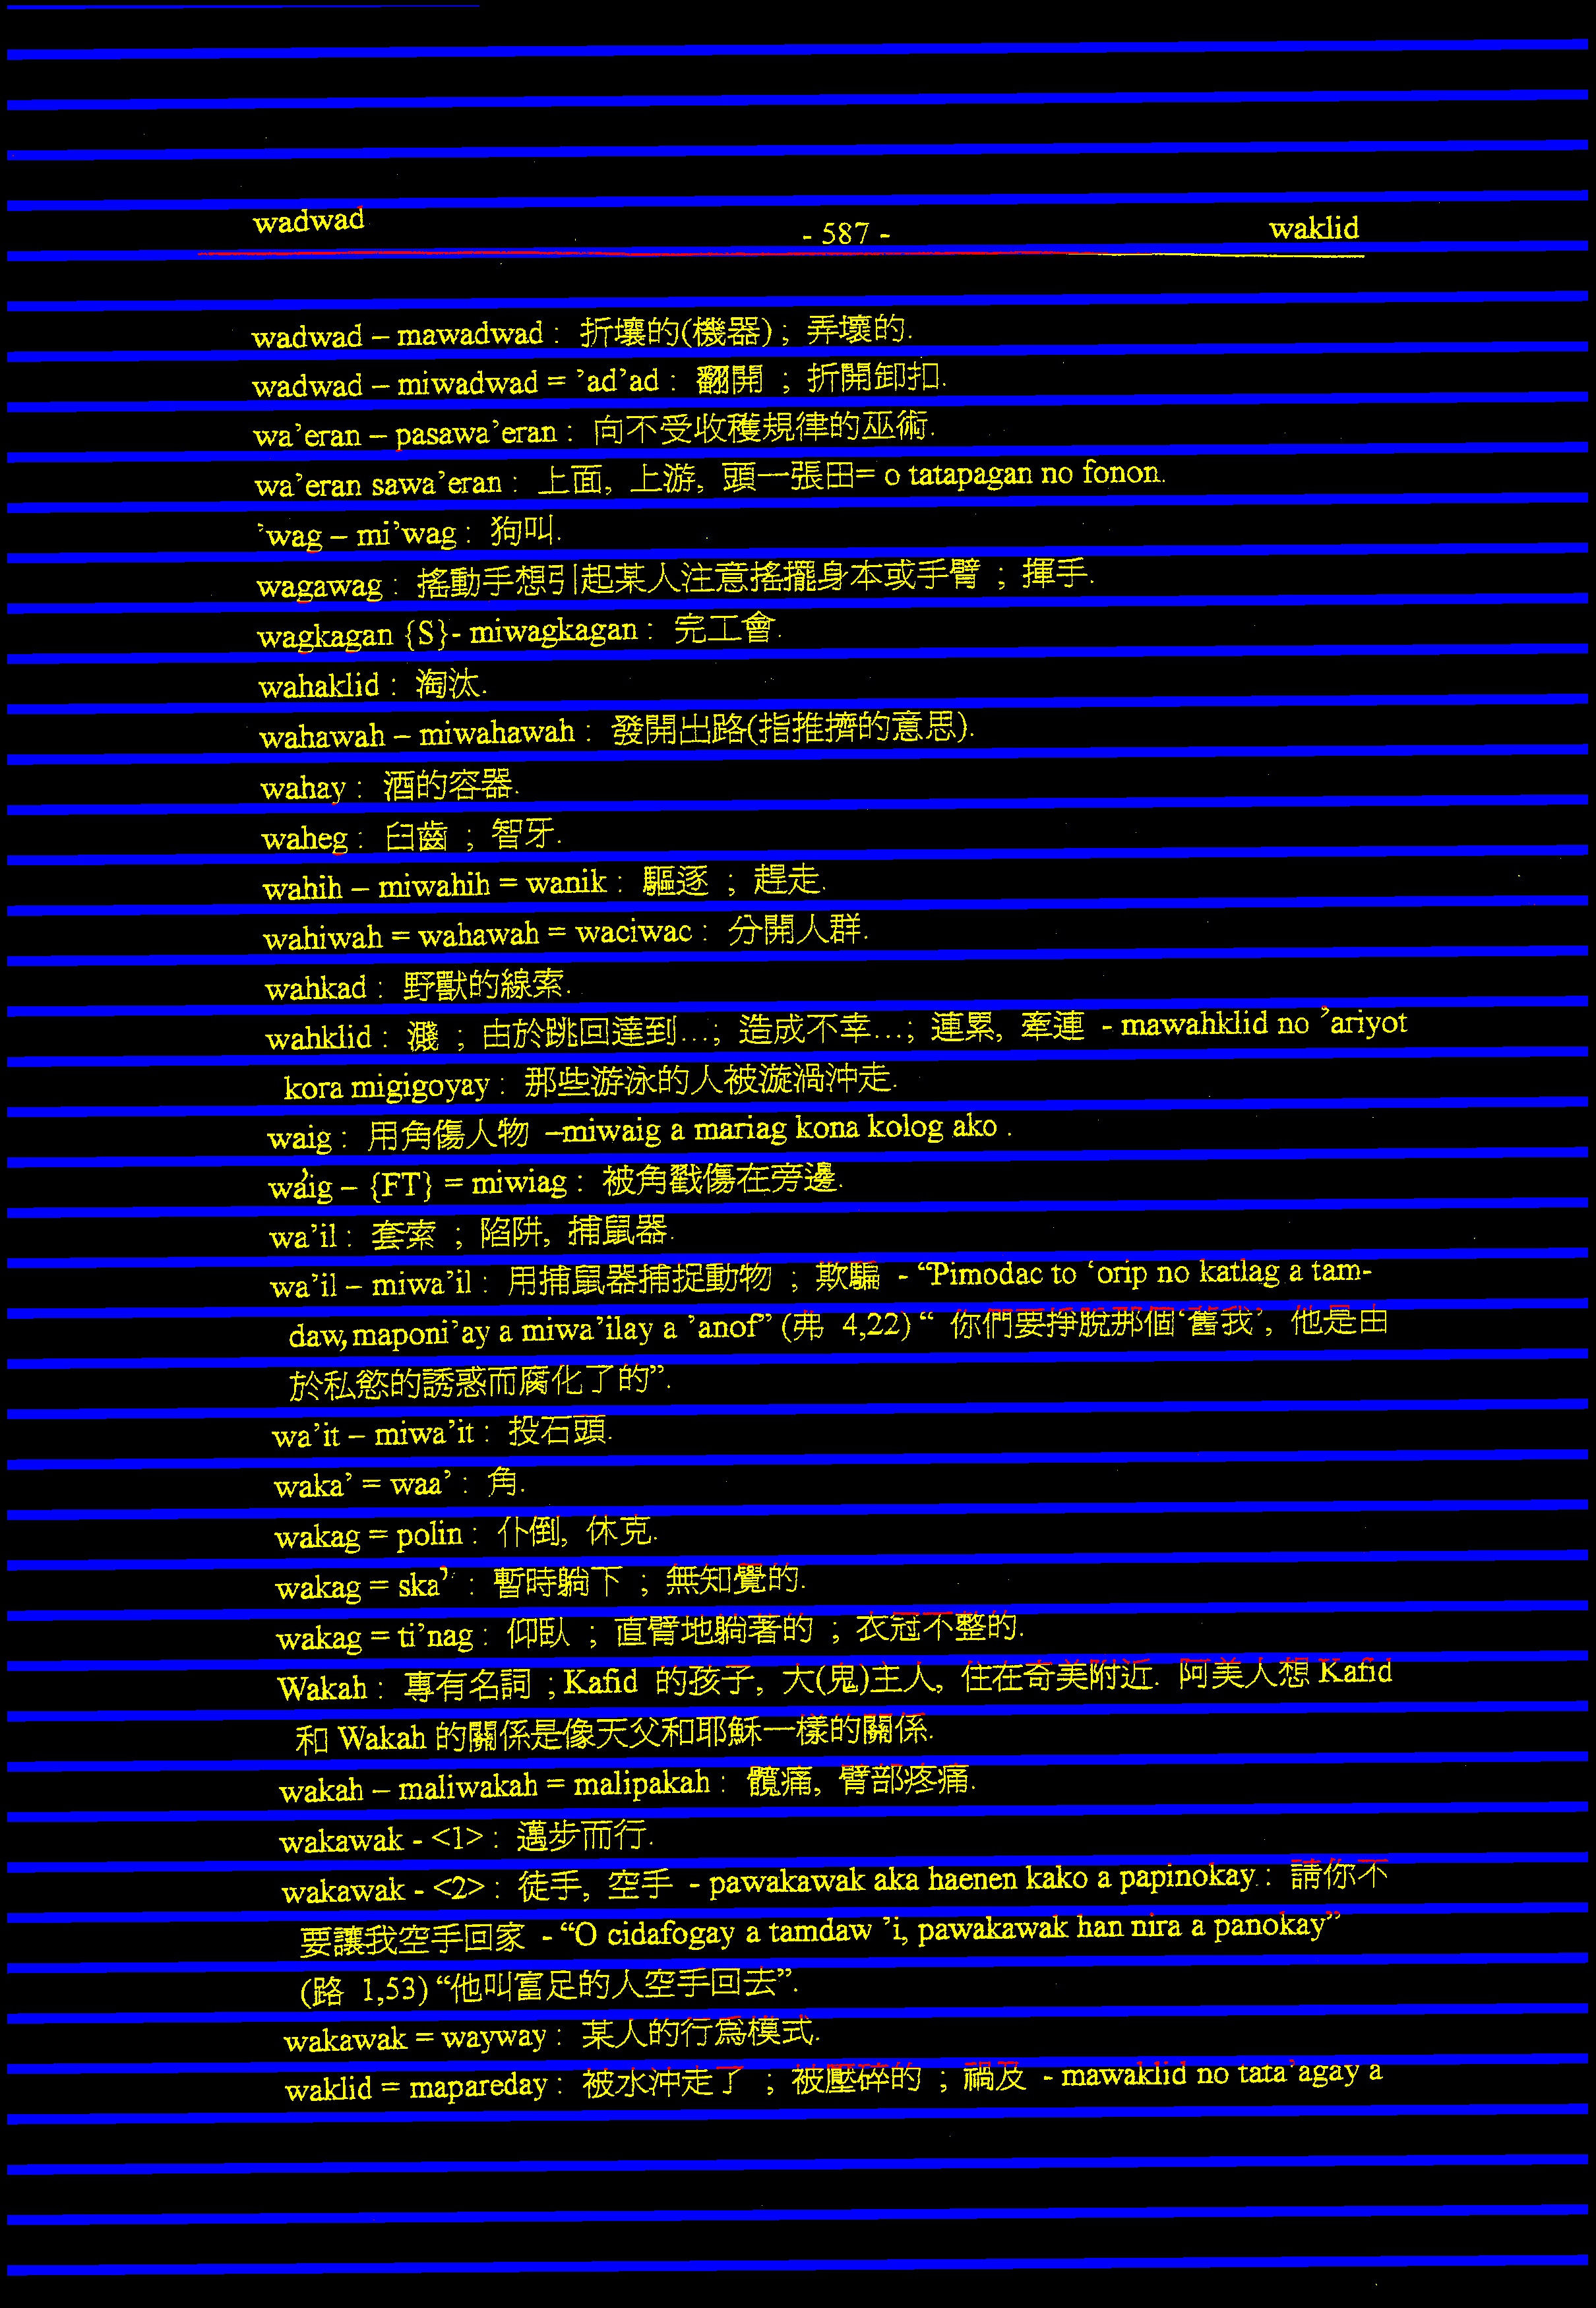 wadwad - 587 - waklid
wadwad – mawadwad : 折壞的(機器) ; 弄壞的.
wadwad – miwadwad = ’ad’ad : 翻開 ; 折開卸扣.
wa’eran – pasawa’eran : 向不受收穫規律的巫術.
wa’eran sawa’eran : 上面, 上游, 頭一張田= o tatapagan no fonon.
’wag – mi’wag : 狗叫.
wagawag : 搖動手想引起某人注意搖擺身本或手臂 ; 揮手.
wagkagan {S}- miwagkagan : 完工會.
wahaklid : 淘汰.
wahawah – miwahawah : 發開出路(指推擠的意思).
wahay : 酒的容器.
waheg : 臼齒 ; 智牙.
wahih – miwahih = wanik : 驅逐 ; 趕走.
wahiwah = wahawah = waciwac : 分開人群.
wahkad : 野獸的線索.
wahklid : 濺 ; 由於跳回達到...; 造成不幸...; 連累, 牽連 - mawahklid no ’ariyot
kora migigoyay : 那些游泳的人被漩渦沖走.
waig : 用角傷人物 –miwaig a mariag kona kolog ako .
wa’ig – {FT} = miwiag : 被角戳傷在旁邊.
wa’il : 套索 ; 陷阱, 捕鼠器.
wa’il – miwa’il : 用捕鼠器捕捉動物 ; 欺騙 - “Pimodac to ‘orip no katlag a tam-
daw, maponi’ay a miwa’ilay a ’anof” (弗 4,22) “ 你們要掙脫那個‘舊我’, 他是由
於私慾的誘惑而腐化了的”.
wa’it – miwa’it : 投石頭.
waka’ = waa’ : 角.
wakag = polin : 仆倒, 休克.
wakag = ska’ : 暫時躺下 ; 無知覺的.
wakag = ti’nag : 仰臥 ; 直臂地躺著的 ; 衣冠不整的.
Wakah : 專有名詞 ; Kafid 的孩子, 大(鬼)主人, 住在奇美附近. 阿美人想 Kafid
和 Wakah 的關係是像天父和耶穌一樣的關係.
wakah – maliwakah = malipakah : 髖痛, 臂部疼痛.
wakawak - <1> : 邁步而行.
wakawak - <2> : 徒手, 空手 - pawakawak aka haenen kako a papinokay : 請你不
要讓我空手回家 - “O cidafogay a tamdaw ’i, pawakawak han nira a panokay”
(路 1,53) “他叫富足的人空手回去”.
wakawak = wayway : 某人的行為模式.
waklid = mapareday : 被水沖走了 ; 被壓碎的 ; 禍及 - mawaklid no tata’agay a